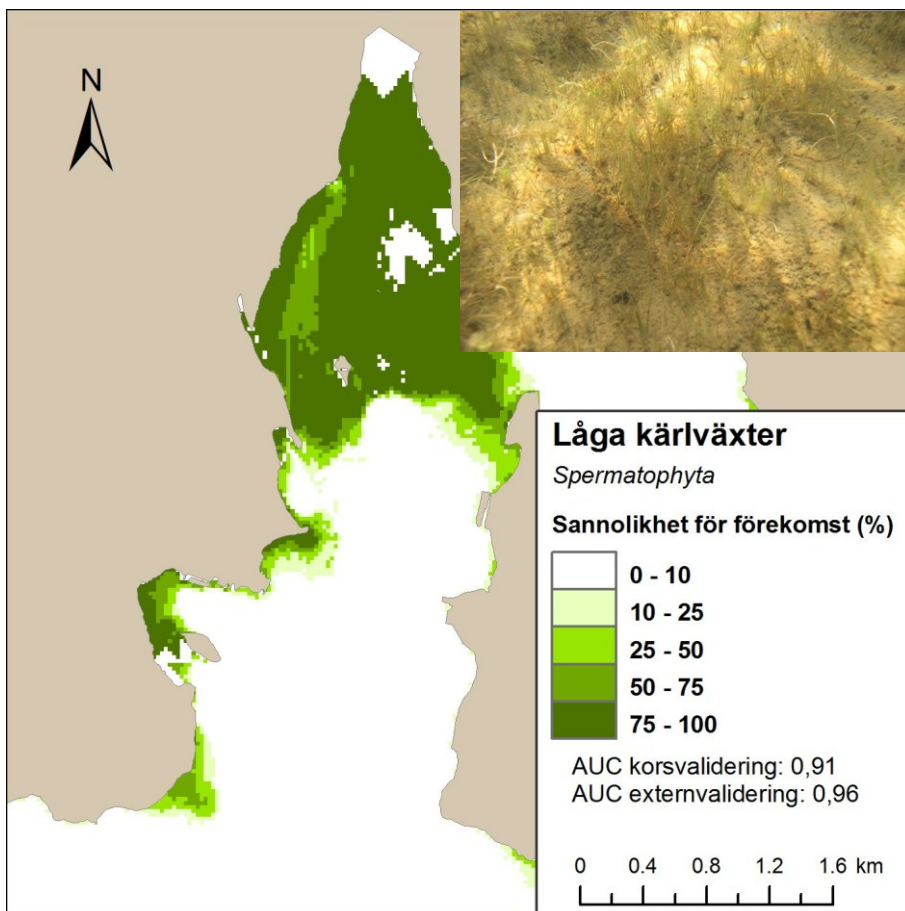 N
Låga kärlväxter
Spermatophyta
Sannolikhet för förekomst (%)
0 - 10
10 - 25
25 - 50
50 - 75
75 - 100
AUC korsvalidering: 0,91
AUC externvalidering: 0,96
0 0.4 0.8 1.2 1.6 km